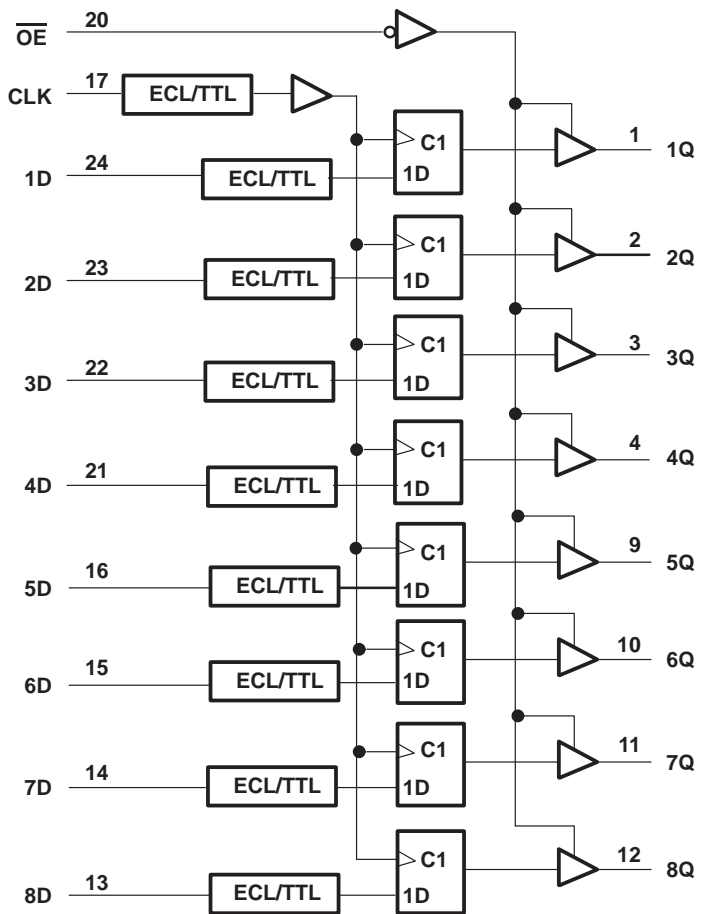 OE 20
CLK 17 ECL/TTL
C1
1D 24 ECL/TTL 1D 1 1Q
C1
2D 23 ECL/TTL 1D 2 2Q
C1
3D 22 ECL/TTL 1D 3 3Q
C1
4D 21 ECL/TTL 1D 4 4Q
C1
5D 16 ECL/TTL 1D 9 5Q
C1
6D 15 ECL/TTL 1D 10 6Q
C1
7D 14 ECL/TTL 1D 11 7Q
C1
8D 13 ECL/TTL 1D 12 8Q